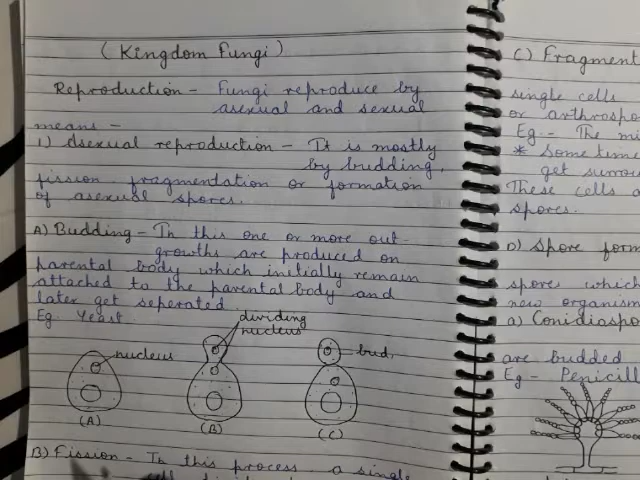 (Kingdom Fungi)
Reproduction - Fungi reproduce by
asexual and sexual
means -
1) Asexual reproduction - It is mostly
by budding,
fission fragmentation or formation
of asexual spores.
A) Budding - In this one or more out-
growths are produced on
parental body which initially remain
attached to the parental body and
later get seperated
Eg. Yeast
dividing
nucleus
nucleus
bud.
(A)
(B)
(C)
B) Fission - In this process a single
C) Fragment
single cells
or arthrospo
Eg :- The mi
* Sometime
get surrou
These cells a
spores.
D) Spore form
spores which
new organism
a) Conidiaspo
are budded
Eg - Penicill